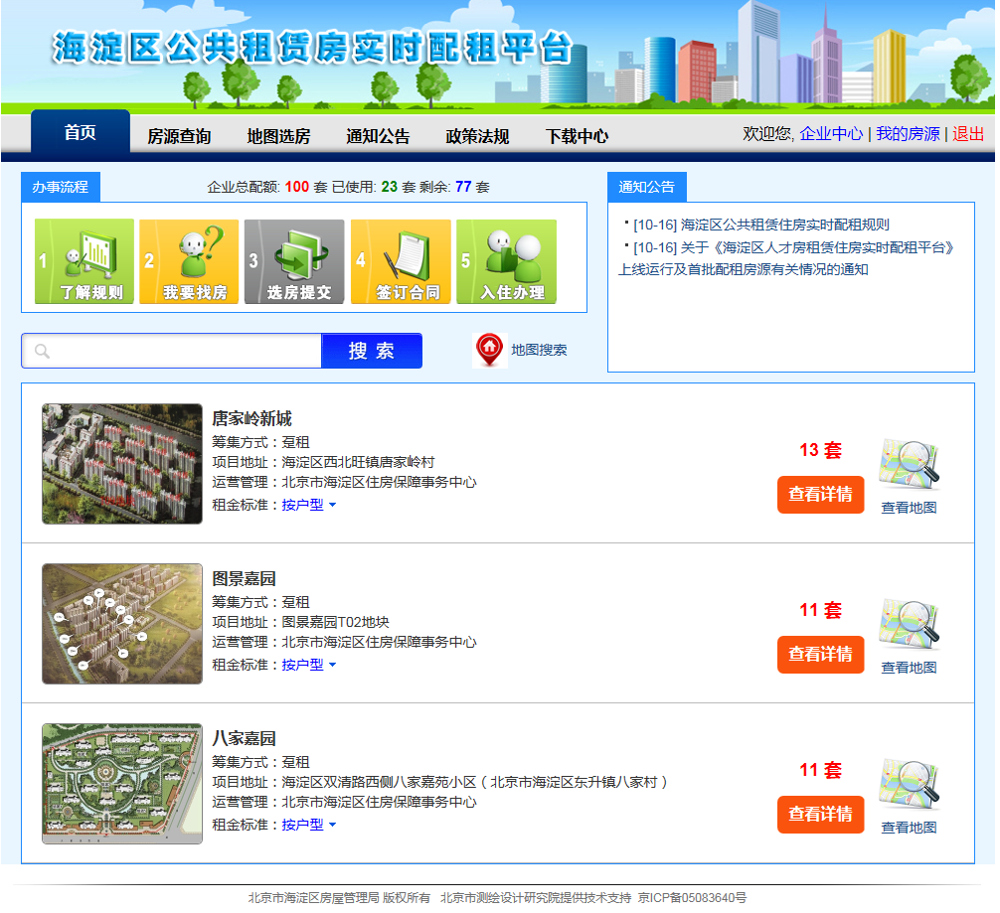 海淀区公共租赁房实时配租平台
首页
房源查询
地图选房
通知公告
政策法规
下载中心
欢迎您, 企业中心 | 我的房源 | 退出
办事流程
企业总配额: 100 套 已使用: 23 套 剩余: 77 套
1 了解规则
2 我要找房
3 选房提交
4 签订合同
5 入住办理
搜 索
地图搜索
通知公告
[10-16] 海淀区公共租赁住房实时配租规则
[10-16] 关于《海淀区人才房租赁住房实时配租平台》
上线运行及首批配租房源有关情况的通知
唐家岭新城
筹集方式：趸租
项目地址：海淀区西北旺镇唐家岭村
运营管理：北京市海淀区住房保障事务中心
租金标准：按户型
13 套
查看详情
查看地图
图景嘉园
筹集方式：趸租
项目地址：图景嘉园T02地块
运营管理：北京市海淀区住房保障事务中心
租金标准：按户型
11 套
查看详情
查看地图
八家嘉园
筹集方式：趸租
项目地址：海淀区双清路西侧八家嘉苑小区（北京市海淀区东升镇八家村）
运营管理：北京市海淀区住房保障事务中心
租金标准：按户型
11 套
查看详情
查看地图
北京市海淀区房屋管理局 版权所有 北京市测绘设计研究院提供技术支持 京ICP备05083640号